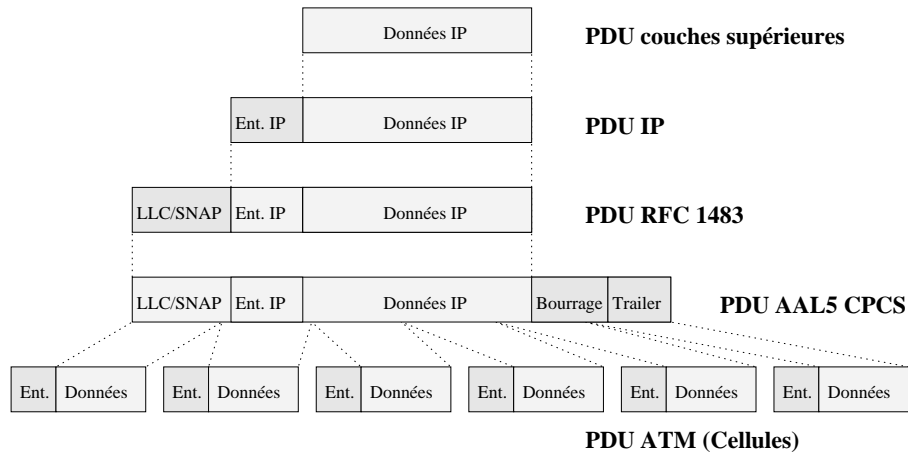 Données IP PDU couches supérieures
Ent. IP Données IP PDU IP
LLC/SNAP Ent. IP Données IP PDU RFC 1483
LLC/SNAP Ent. IP Données IP Bourrage Trailer PDU AAL5 CPCS
Ent. Données Ent. Données Ent. Données Ent. Données Ent. Données Ent. Données
PDU ATM (Cellules)